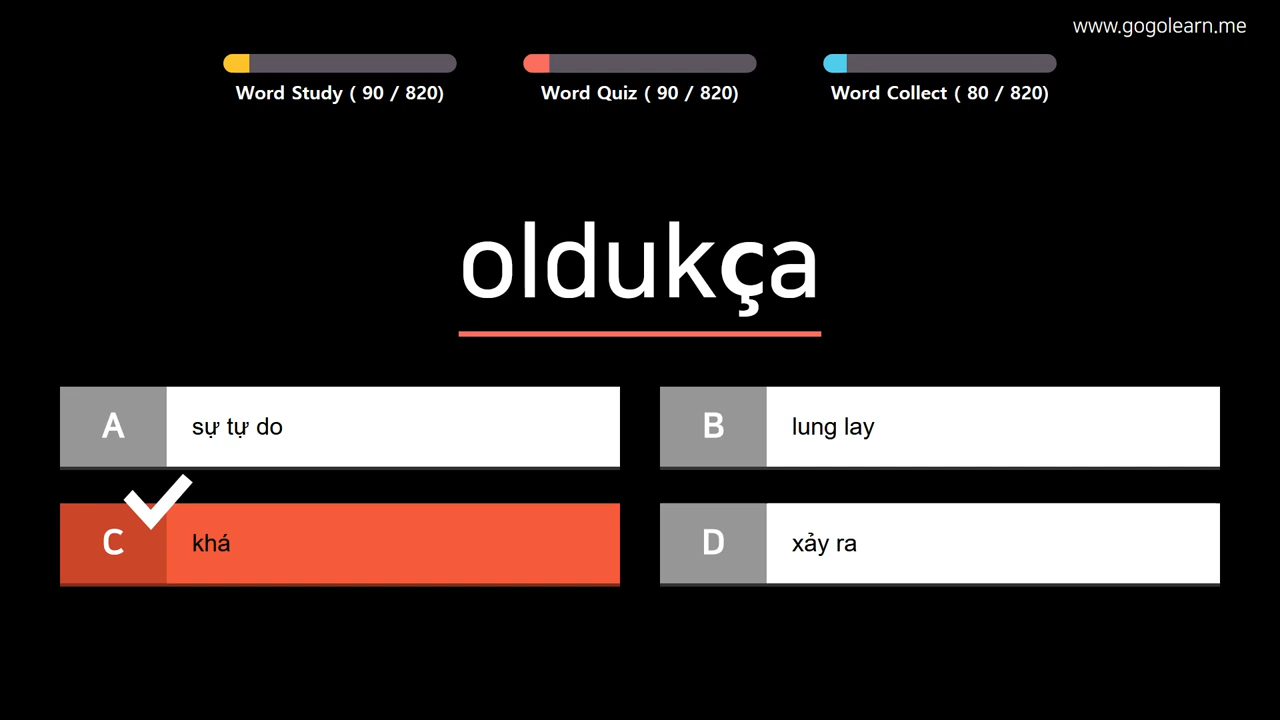 www.gogolearn.me
Word Study ( 90 / 820)
Word Quiz ( 90 / 820)
Word Collect ( 80 / 820)
oldukça
A sự tự do
B lung lay
C khá
D xảy ra